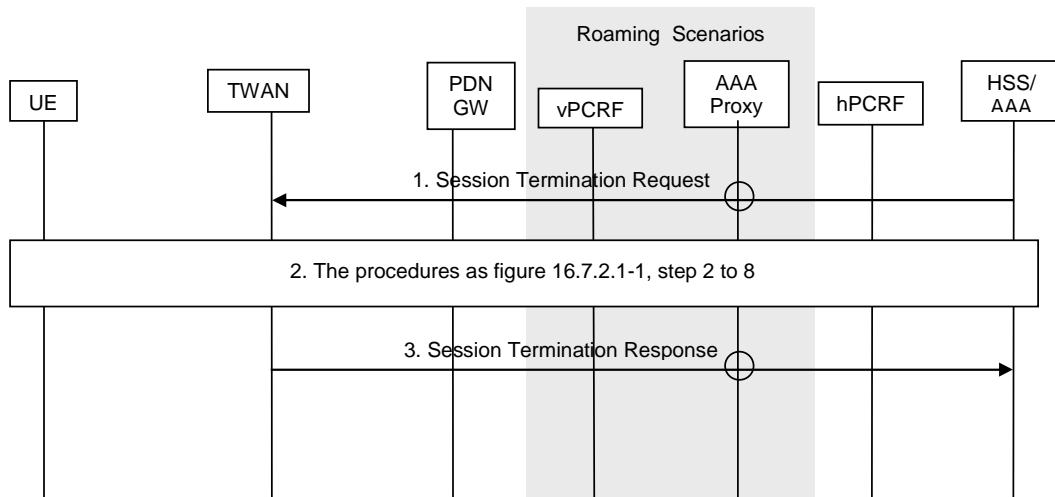 Roaming Scenarios
UE
TWAN
PDN
GW
vPCRF
AAA
Proxy
hPCRF
HSS/
AAA
1. Session Termination Request
2. The procedures as figure 16.7.2.1-1, step 2 to 8
3. Session Termination Response